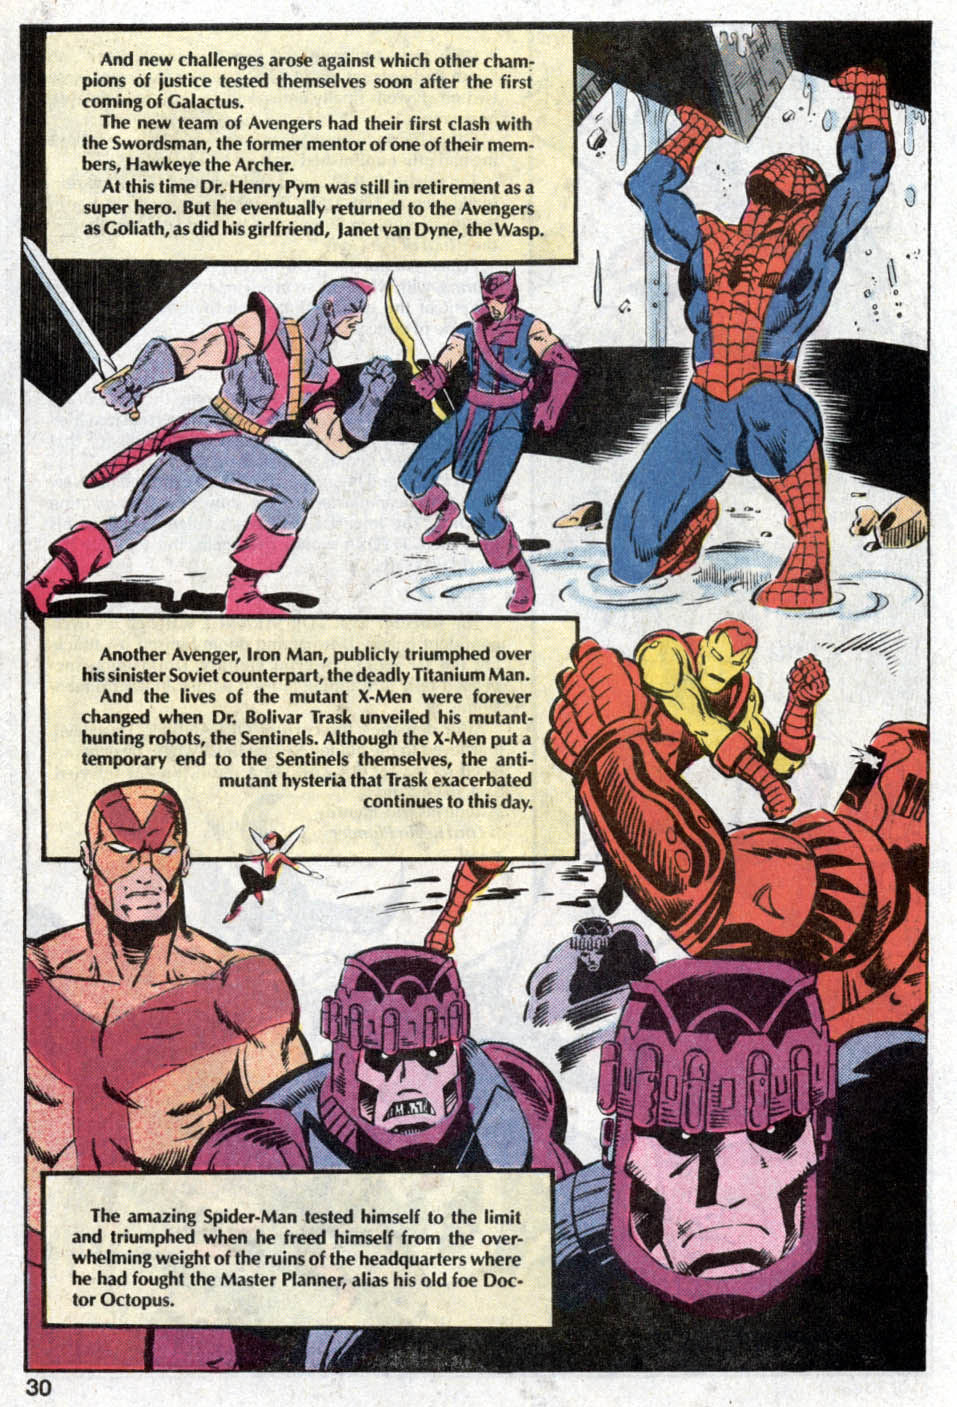 And new challenges arose against which other cham-
pions of justice tested themselves soon after the first
coming of Galactus.
The new team of Avengers had their first clash with
the Swordsman, the former mentor of one of their mem-
bers, Hawkeye the Archer.
At this time Dr. Henry Pym was still in retirement as a
super hero. But he eventually returned to the Avengers
as Goliath, as did his girlfriend, Janet van Dyne, the Wasp.
Another Avenger, Iron Man, publicly triumphed over
his sinister Soviet counterpart, the deadly Titanium Man.
And the lives of the mutant X-Men were forever
changed when Dr. Bolivar Trask unveiled his mutant-
hunting robots, the Sentinels. Although the X-Men put a
temporary end to the Sentinels themselves, the anti-
mutant hysteria that Trask exacerbated
continues to this day.
The amazing Spider-Man tested himself to the limit
and triumphed when he freed himself from the over-
whelming weight of the ruins of the headquarters where
he had fought the Master Planner, alias his old foe Doc-
tor Octopus.
30